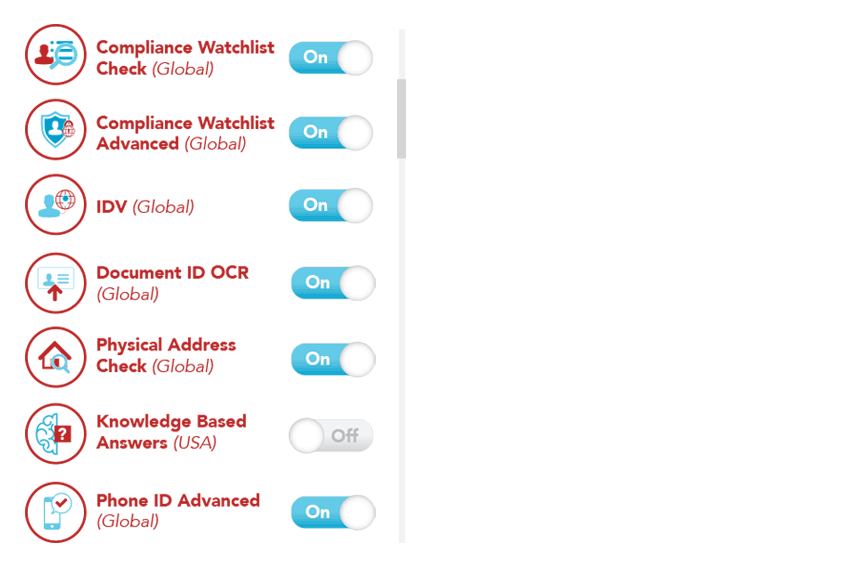 Compliance Watchlist
Check (Global)
On
Compliance Watchlist
Advanced (Global)
On
IDV (Global)
On
Document ID OCR
(Global)
On
Physical Address
Check (Global)
On
Knowledge Based
Answers (USA)
?
Off
Phone ID Advanced
(Global)
On